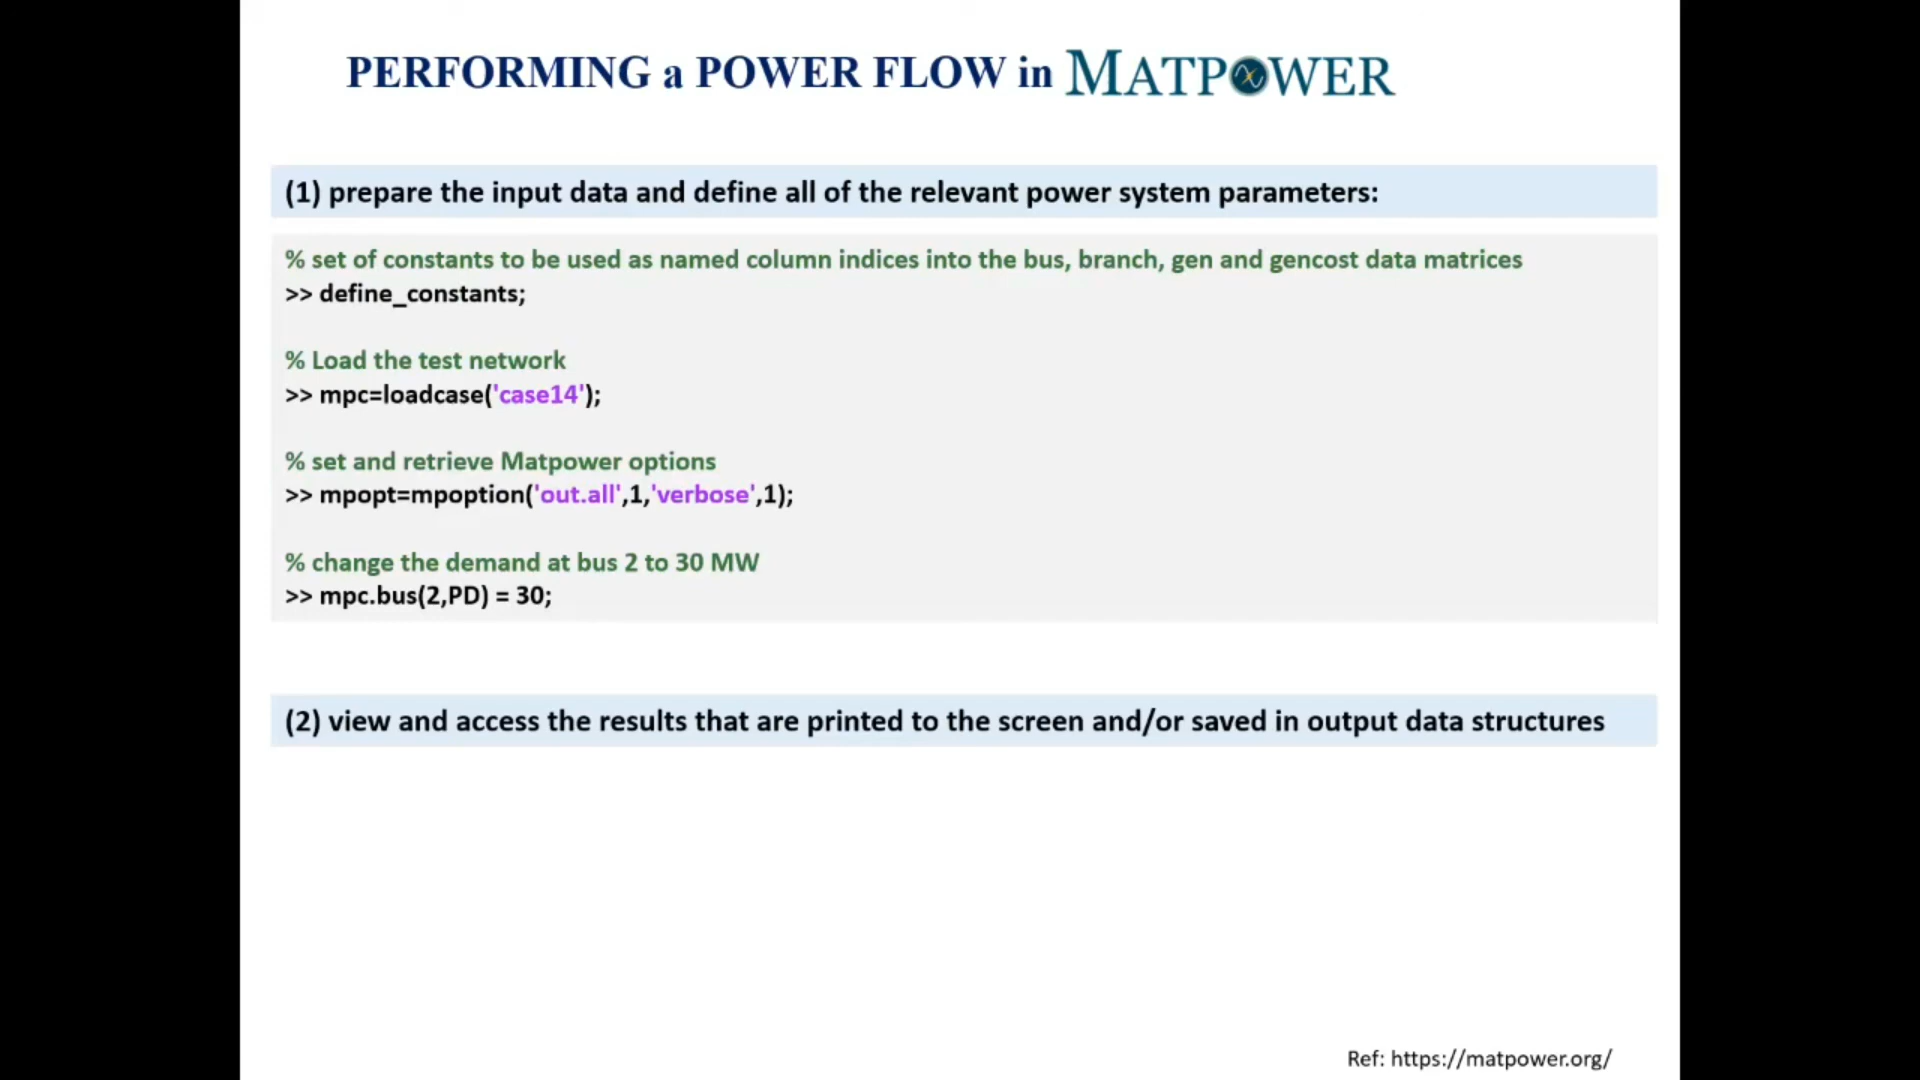 PERFORMING a POWER FLOW in MATPOWER
(1) prepare the input data and define all of the relevant power system parameters:
% set of constants to be used as named column indices into the bus, branch, gen and gencost data matrices
>> define_constants;
% Load the test network
>> mpc=loadcase('case14');
% set and retrieve Matpower options
>> mpopt=mpoption('out.all',1,'verbose',1);
% change the demand at bus 2 to 30 MW
>> mpc.bus(2,PD) = 30;
(2) view and access the results that are printed to the screen and/or saved in output data structures
Ref: https://matpower.org/